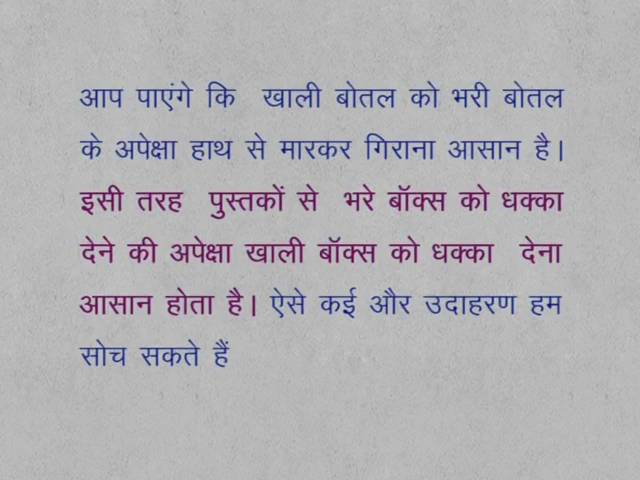 आप पाएंगे कि खाली बोतल को भरी बोतल
के अपेक्षा हाथ से मारकर गिराना आसान है।
इसी तरह पुस्तकों से भरे बॉक्स को धक्का
देने की अपेक्षा खाली बॉक्स को धक्का देना
आसान होता है। ऐसे कई और उदाहरण हम
सोच सकते हैं